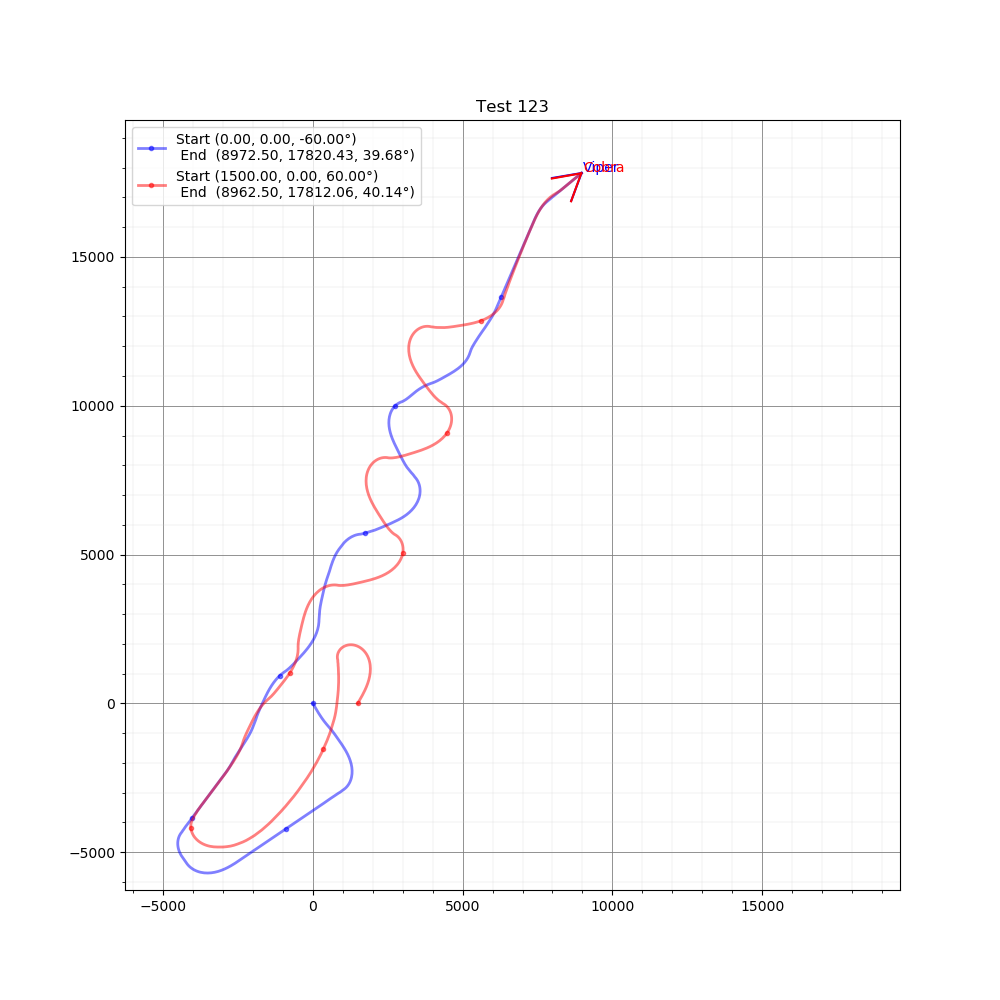 Test 123
Start (0.00, 0.00, -60.00°)
End (8972.50, 17820.43, 39.68°)
Start (1500.00, 0.00, 60.00°)
End (8962.50, 17812.06, 40.14°)
15000
10000
5000
0
−5000
−5000 0 5000 10000 15000